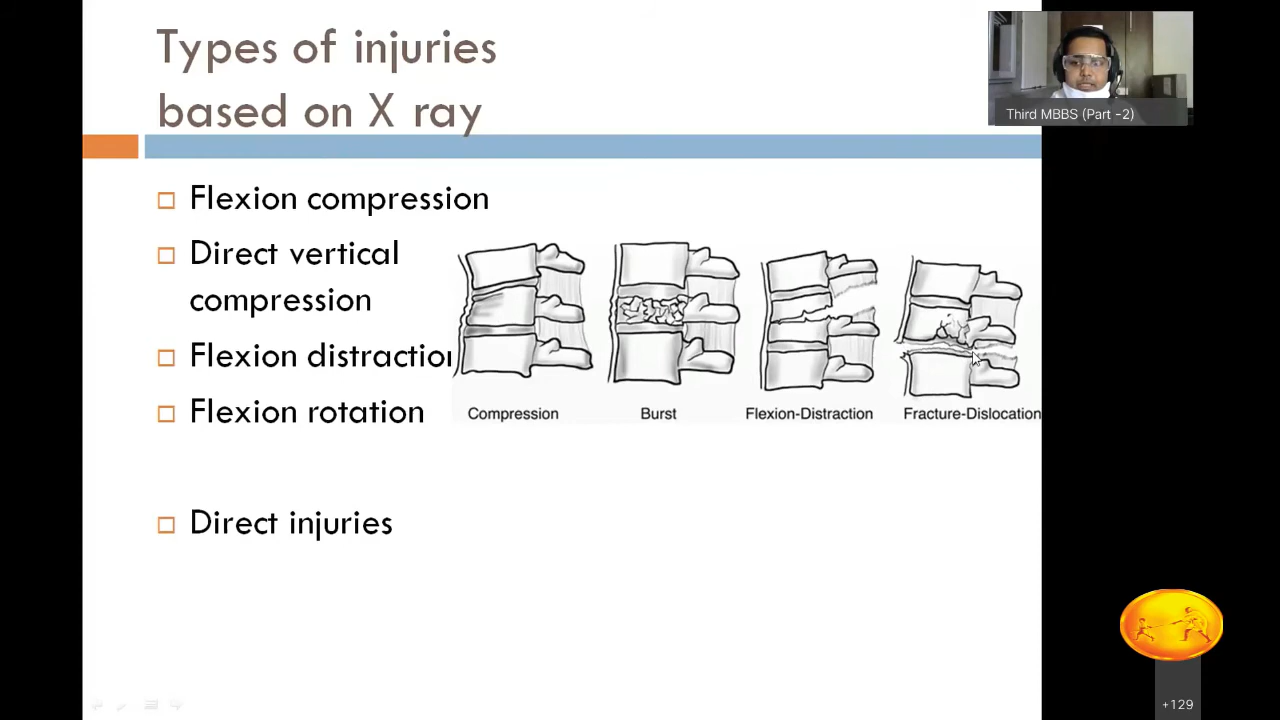 Types of injuries
based on X ray
Third MBBS (Part -2)
Flexion compression
Direct vertical
compression
Flexion distraction
Flexion rotation
Direct injuries
Compression
Burst
Flexion-Distraction
Fracture-Dislocation
+129